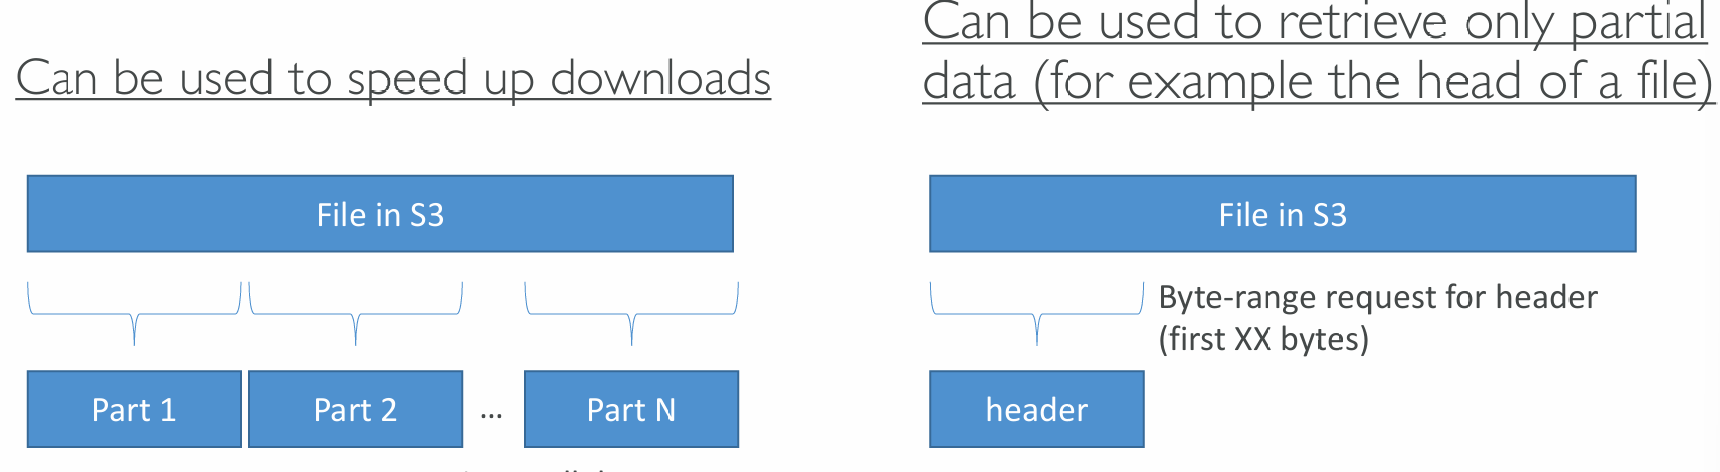 Can be used to speed up downloads
File in S3
Part 1
Part 2
...
Part N
Can be used to retrieve only partial
data (for example the head of a file)
File in S3
Byte-range request for header
(first XX bytes)
header